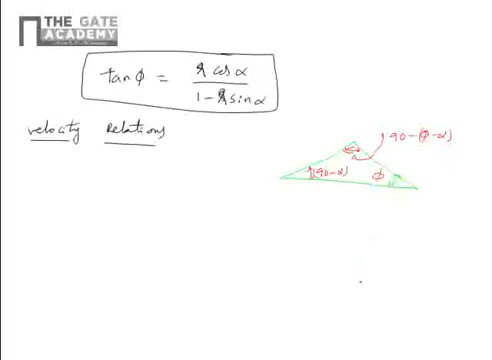 THE GATE
ACADEMY
tan φ = r cos α / 1 - r sin α
velocity Relations
90 - (φ - α)
(90 - α)
φ